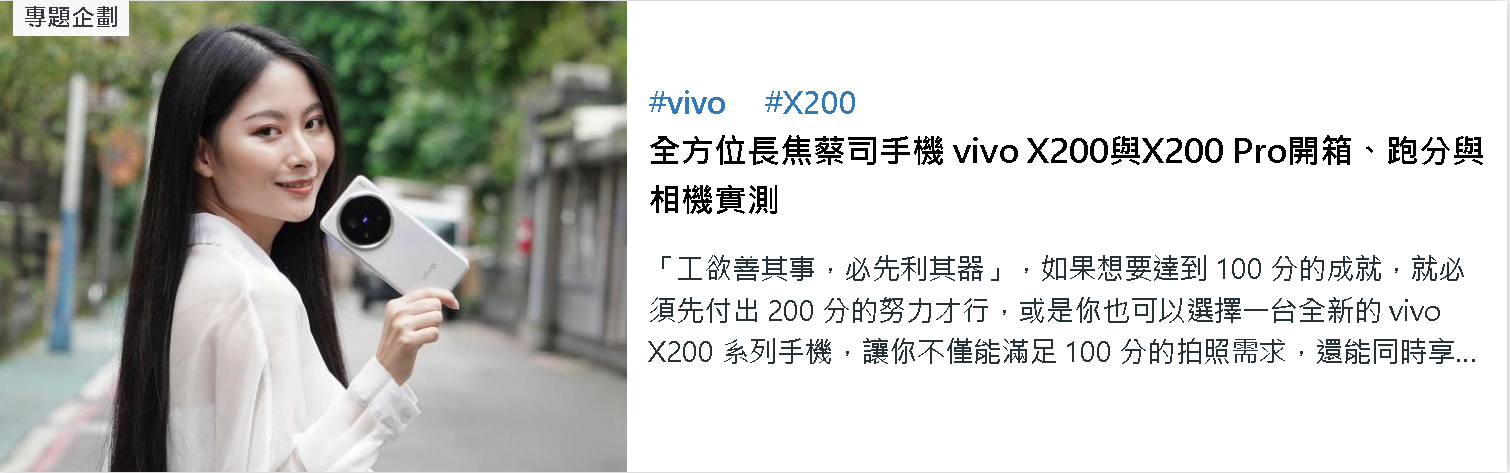 專題企劃
vivo
#vivo #X200
全方位長焦蔡司手機 vivo X200與X200 Pro開箱、跑分與
相機實測
「工欲善其事，必先利其器」，如果想要達到 100 分的成就，就必
須先付出 200 分的努力才行，或是你也可以選擇一台全新的 vivo
X200 系列手機，讓你不僅能滿足 100 分的拍照需求，還能同時享...